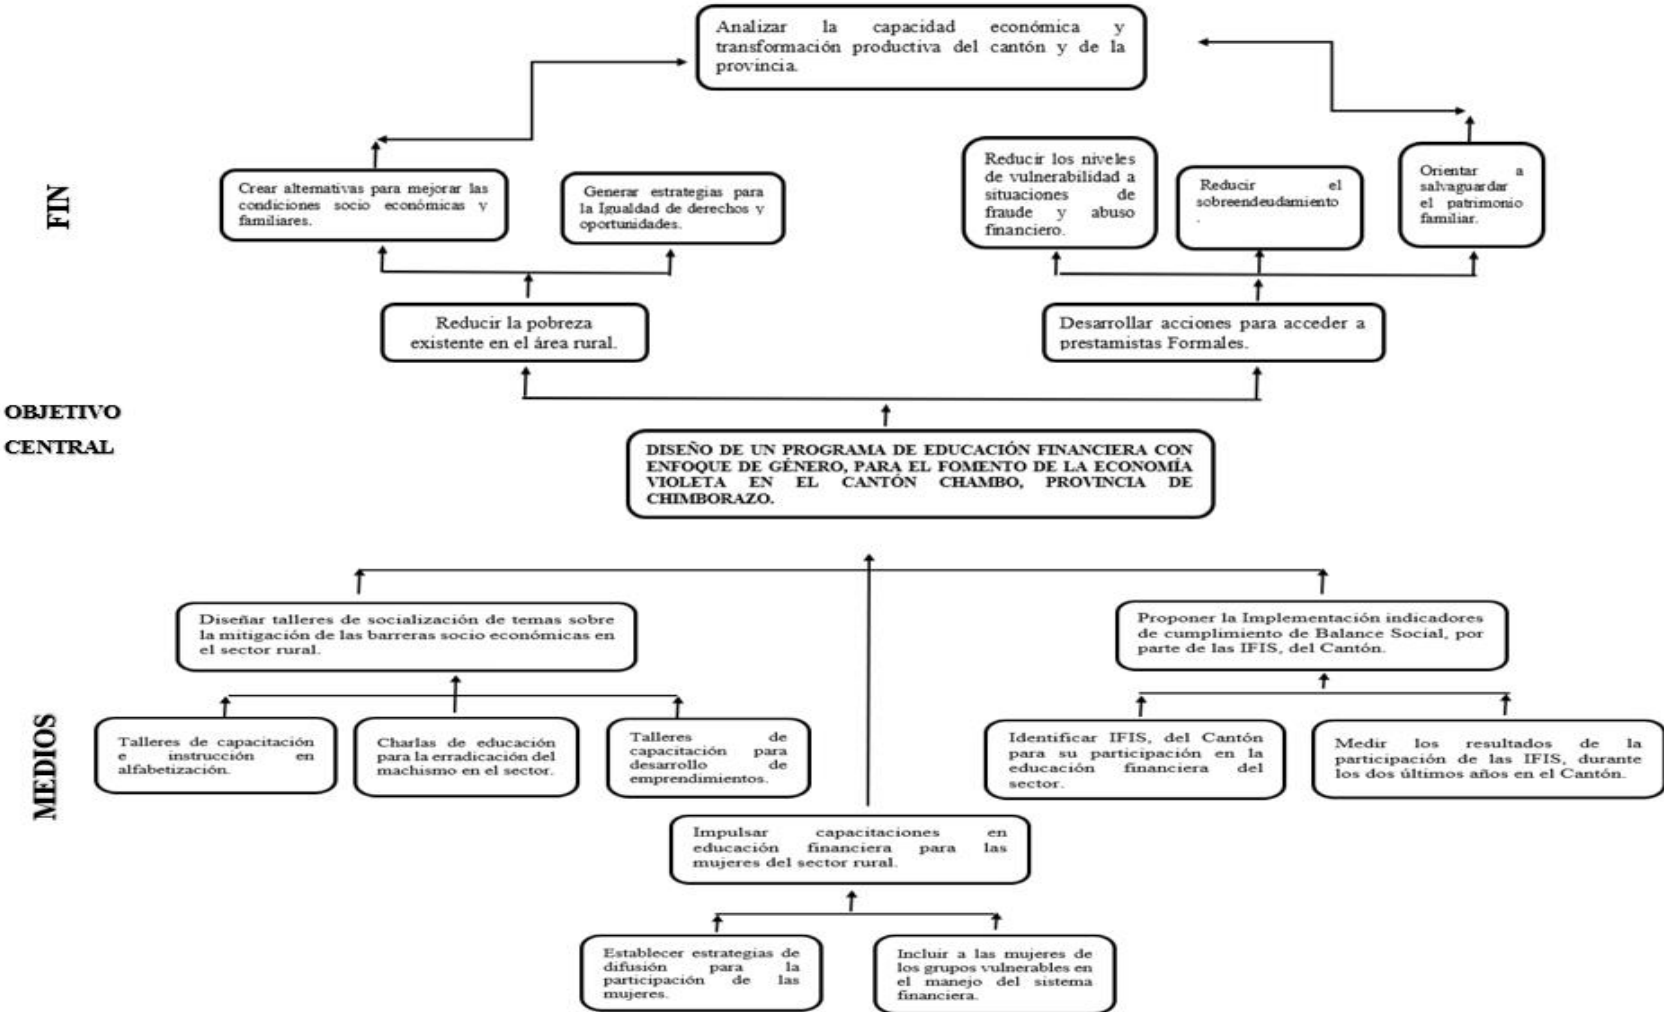 Analizar la capacidad económica y
transformación productiva del cantón y de la
provincia.
FIN
Crear alternativas para mejorar las
condiciones socio económicas y
familiares.
Generar estrategias para
la Igualdad de derechos y
oportunidades.
Reducir los niveles
de vulnerabilidad a
situaciones de
fraude y abuso
financiero.
Reducir el
sobreendeudamiento
.
Orientar a
salvaguardar
el patrimonio
familiar.
Reducir la pobreza
existente en el área rural.
Desarrollar acciones para acceder a
prestamistas Formales.
OBJETIVO
CENTRAL
DISEÑO DE UN PROGRAMA DE EDUCACIÓN FINANCIERA CON
ENFOQUE DE GÉNERO, PARA EL FOMENTO DE LA ECONOMÍA
VIOLETA EN EL CANTÓN CHAMBO, PROVINCIA DE
CHIMBORAZO.
Diseñar talleres de socialización de temas sobre
la mitigación de las barreras socio económicas en
el sector rural.
Proponer la Implementación indicadores
de cumplimiento de Balance Social, por
parte de las IFIS, del Cantón.
MEDIOS
Talleres de capacitación
e instrucción en
alfabetización.
Charlas de educación
para la erradicación del
machismo en el sector.
Talleres de
capacitación para
desarrollo de
emprendimientos.
Identificar IFIS, del Cantón
para su participación en la
educación financiera del
sector.
Medir los resultados de la
participación de las IFIS, durante
los dos últimos años en el Cantón.
Impulsar capacitaciones en
educación financiera para las
mujeres del sector rural.
Establecer estrategias de
difusión para la
participación de las
mujeres.
Incluir a las mujeres de
los grupos vulnerables en
el manejo del sistema
financiera.